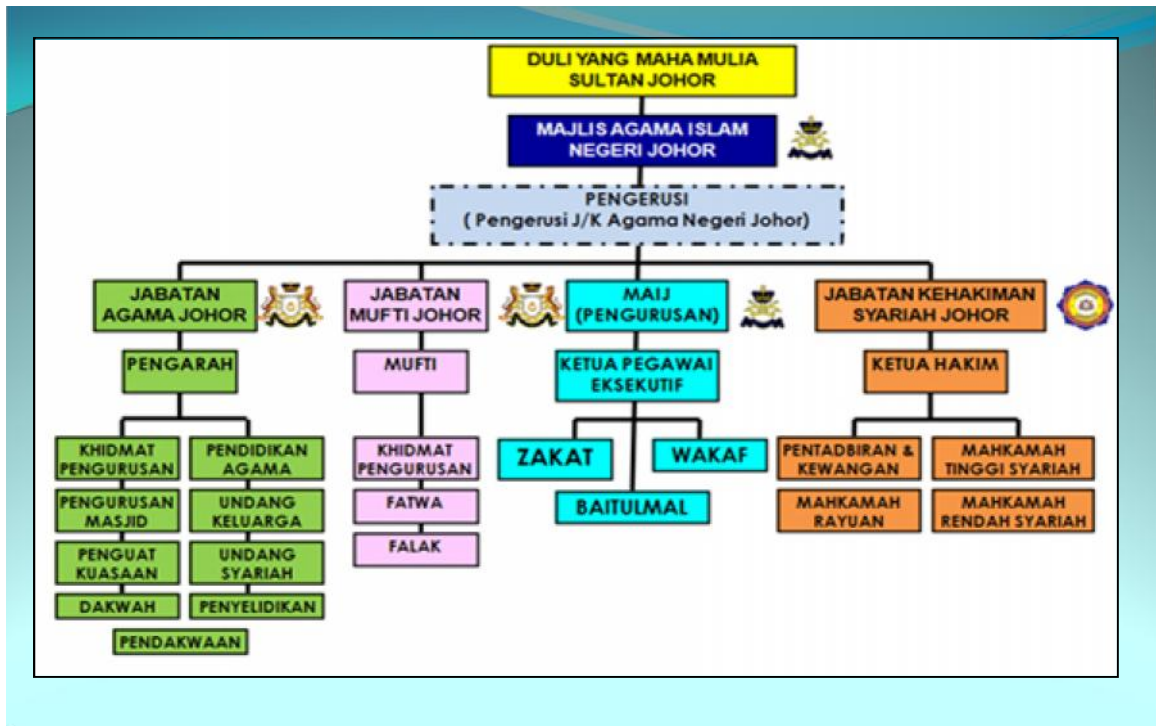 DULI YANG MAHA MULIA
SULTAN JOHOR
MAJLIS AGAMA ISLAM
NEGERI JOHOR
PENGERUSI
( Pengerusi J/K Agama Negeri Johor)
JABATAN
AGAMA JOHOR
JABATAN
MUFTI JOHOR
MAIJ
(PENGURUSAN)
JABATAN KEHAKIMAN
SYARIAH JOHOR
PENGARAH
MUFTI
KETUA PEGAWAI
EKSEKUTIF
KETUA HAKIM
KHIDMAT
PENGURUSAN
PENGURUSAN
MASJID
PENGUAT
KUASAAN
DAKWAH
PENDIDIKAN
AGAMA
UNDANG
KELUARGA
UNDANG
SYARIAH
PENYELIDIKAN
PENDAKWAAN
KHIDMAT
PENGURUSAN
FATWA
FALAK
ZAKAT
WAKAF
BAITULMAL
PENTADBIRAN &
KEWANGAN
MAHKAMAH
RAYUAN
MAHKAMAH
TINGGI SYARIAH
MAHKAMAH
RENDAH SYARIAH